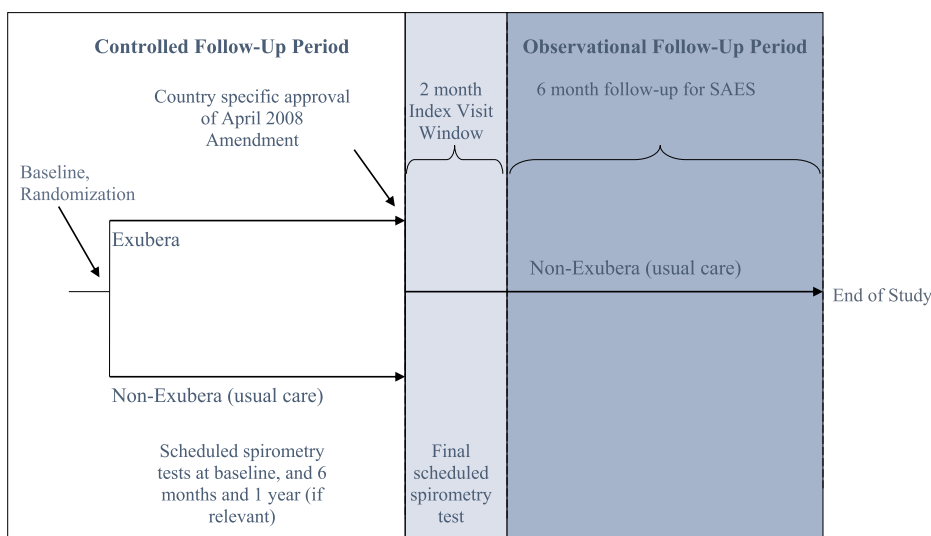 Controlled Follow-Up Period
Country specific approval
of April 2008
Amendment
Baseline,
Randomization
Exubera
Non-Exubera (usual care)
Scheduled spirometry
tests at baseline, and 6
months and 1 year (if
relevant)
2 month
Index Visit
Window
Final
scheduled
spirometry
test
Observational Follow-Up Period
6 month follow-up for SAES
Non-Exubera (usual care)
End of Study